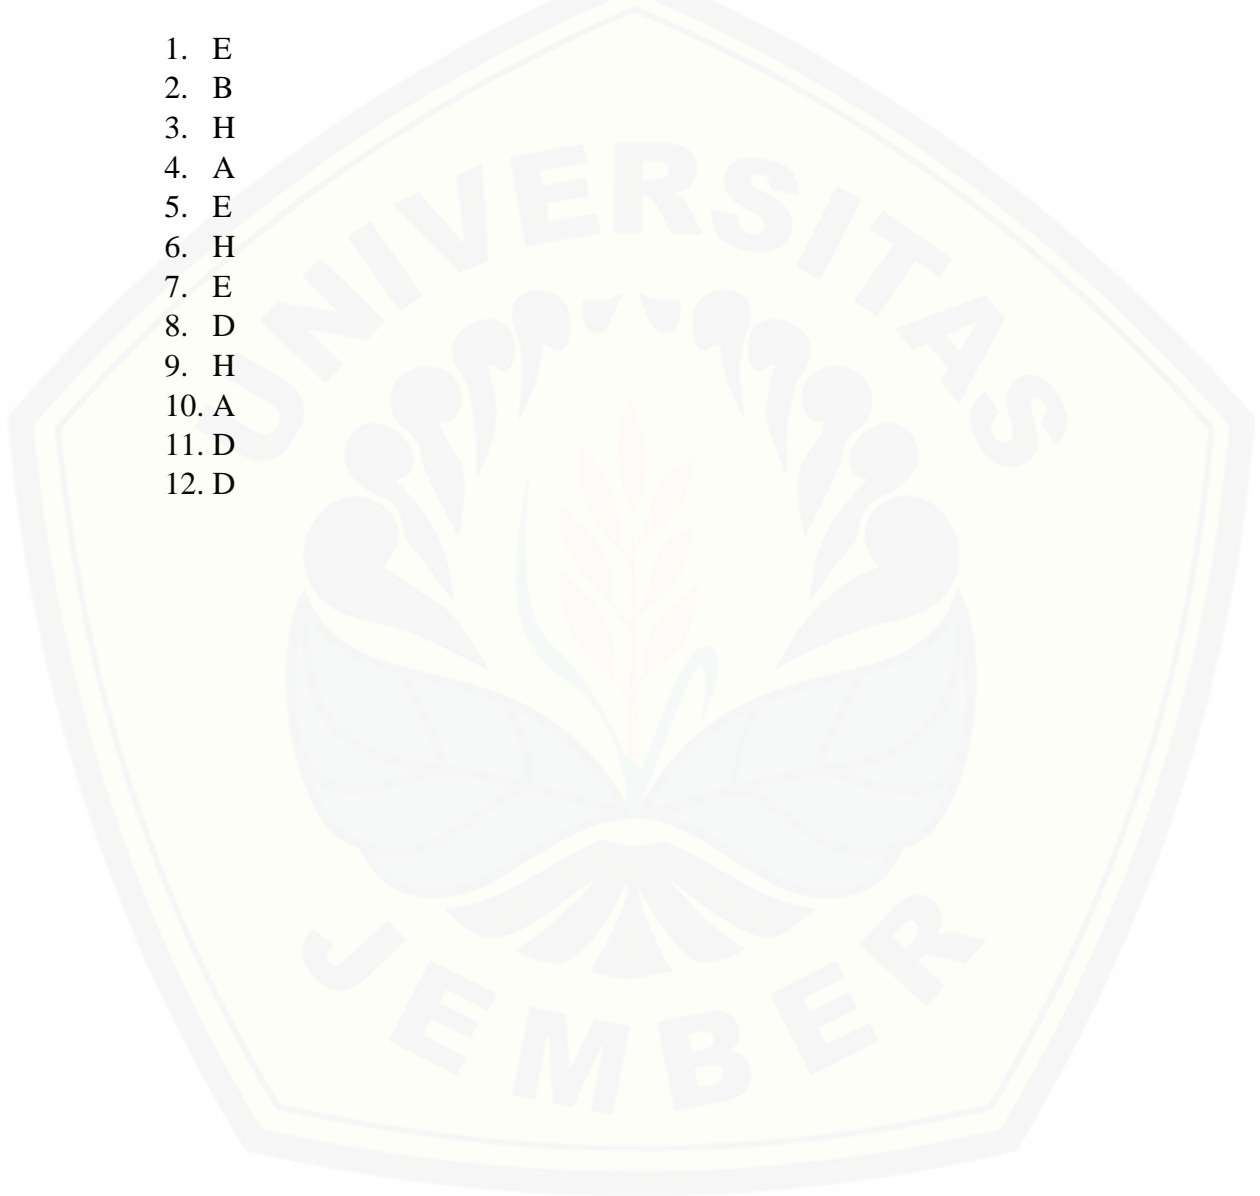 1. E
2. B
3. H
4. A
5. E
6. H
7. E
8. D
9. H
10. A
11. D
12. D
UNIVERSITAS
JEMBER